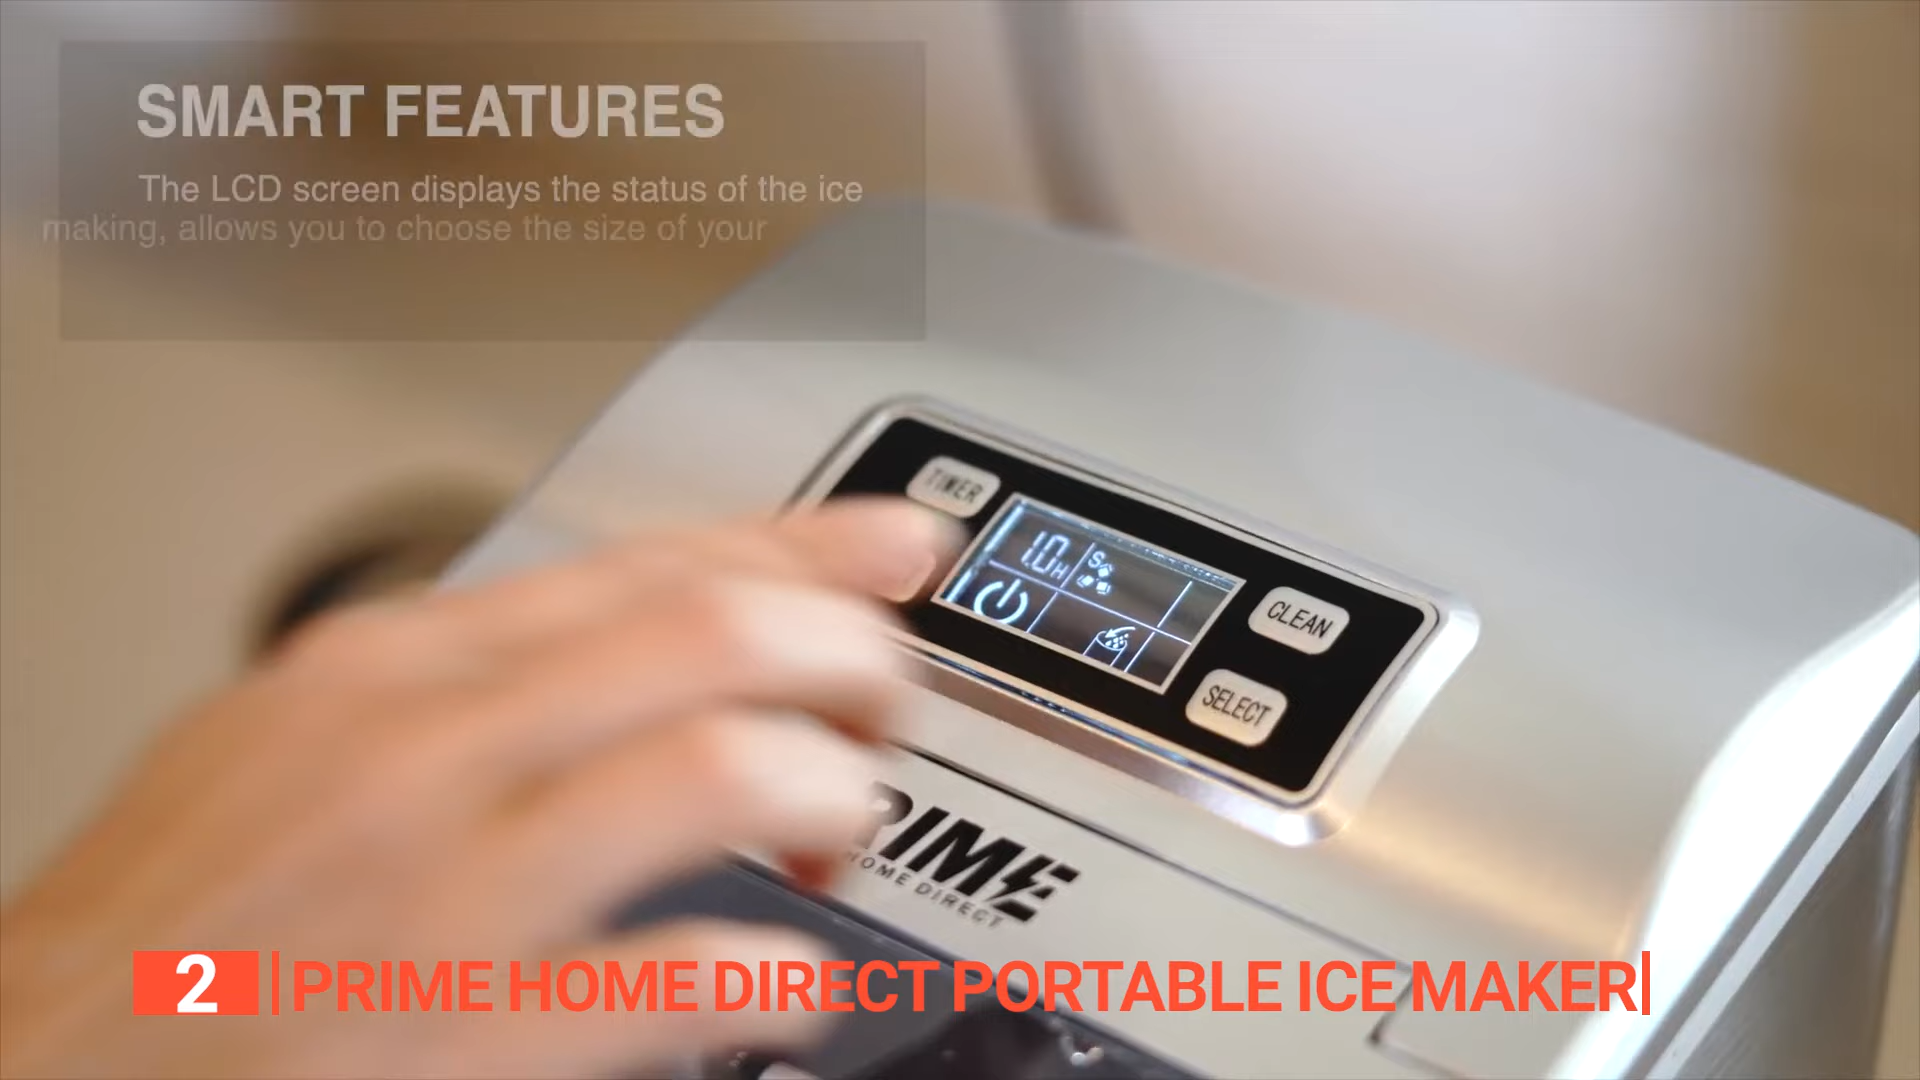 SMART FEATURES
The LCD screen displays the status of the ice
making, allows you to choose the size of your
TIMER
1.0H
S
CLEAN
SELECT
PRIME
HOME DIRECT
2
PRIME HOME DIRECT PORTABLE ICE MAKER